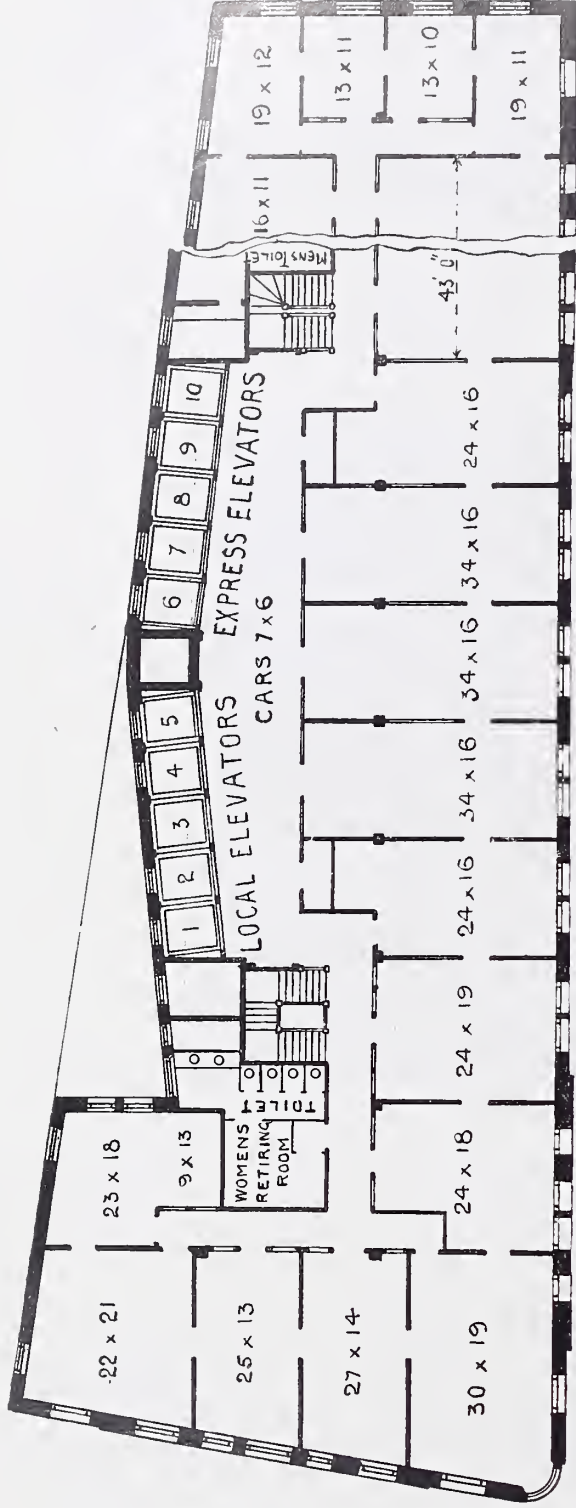 22 x 21
23 x 18
9 x 13
25 x 13
27 x 14
30 x 19
WOMENS
RETIRING
ROOM
TOILET
1
2
3
4
5
6
7
8
9
10
LOCAL ELEVATORS
EXPRESS ELEVATORS
CARS 7 x 6
MENS TOILET
16 x 11
19 x 12
13 x 11
13 x 10
19 x 11
43' 0"
24 x 18
24 x 19
24 x 16
34 x 16
34 x 16
34 x 16
24 x 16